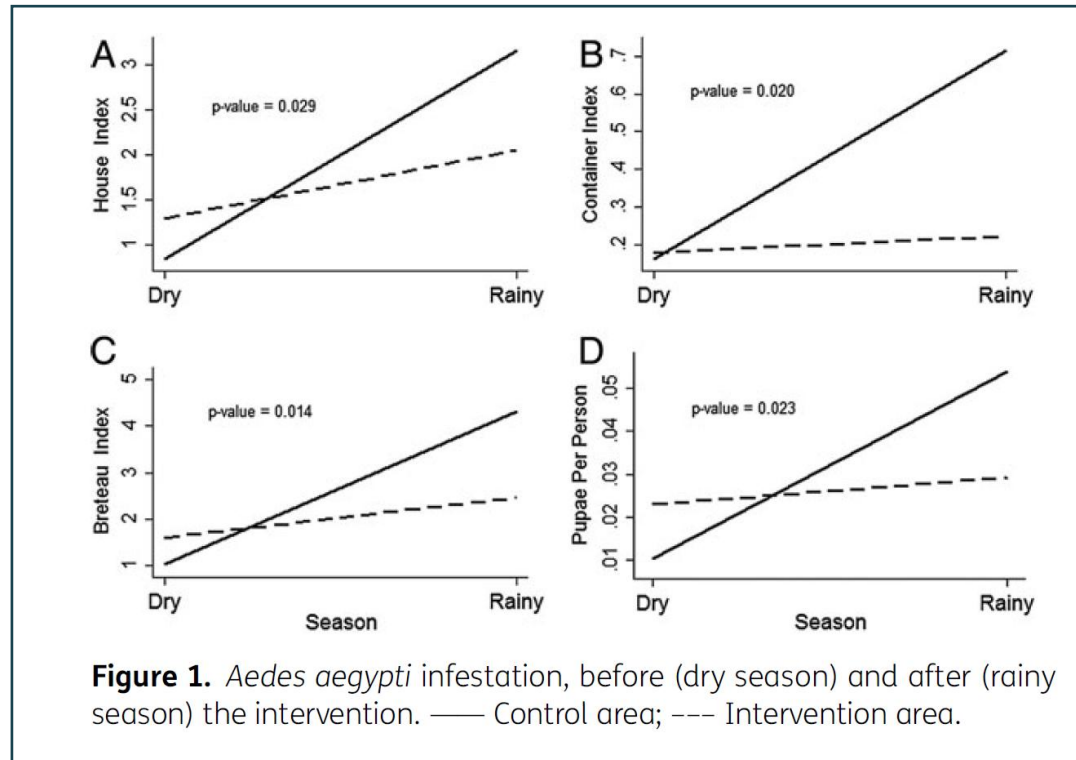 A
House Index
3
2.5
2
1.5
1
p-value = 0.029
Dry Rainy
B
Container Index
.7
.6
.5
.4
.3
.2
p-value = 0.020
Dry Rainy
C
Breteau Index
5
4
3
2
1
p-value = 0.014
Dry Rainy
Season
D
Pupae Per Person
.05
.04
.03
.02
.01
p-value = 0.023
Dry Rainy
Season
Figure 1. Aedes aegypti infestation, before (dry season) and after (rainy
season) the intervention. —— Control area; --- Intervention area.